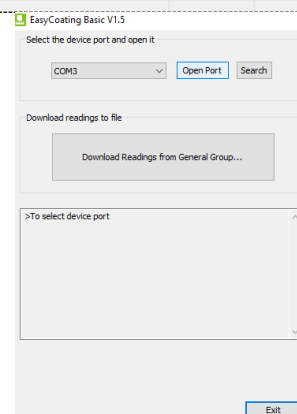 EasyCoating Basic V1.5
Select the device port and open it
COM3 Open Port Search
Download readings to file
Download Readings from General Group...
>To select device port
Exit